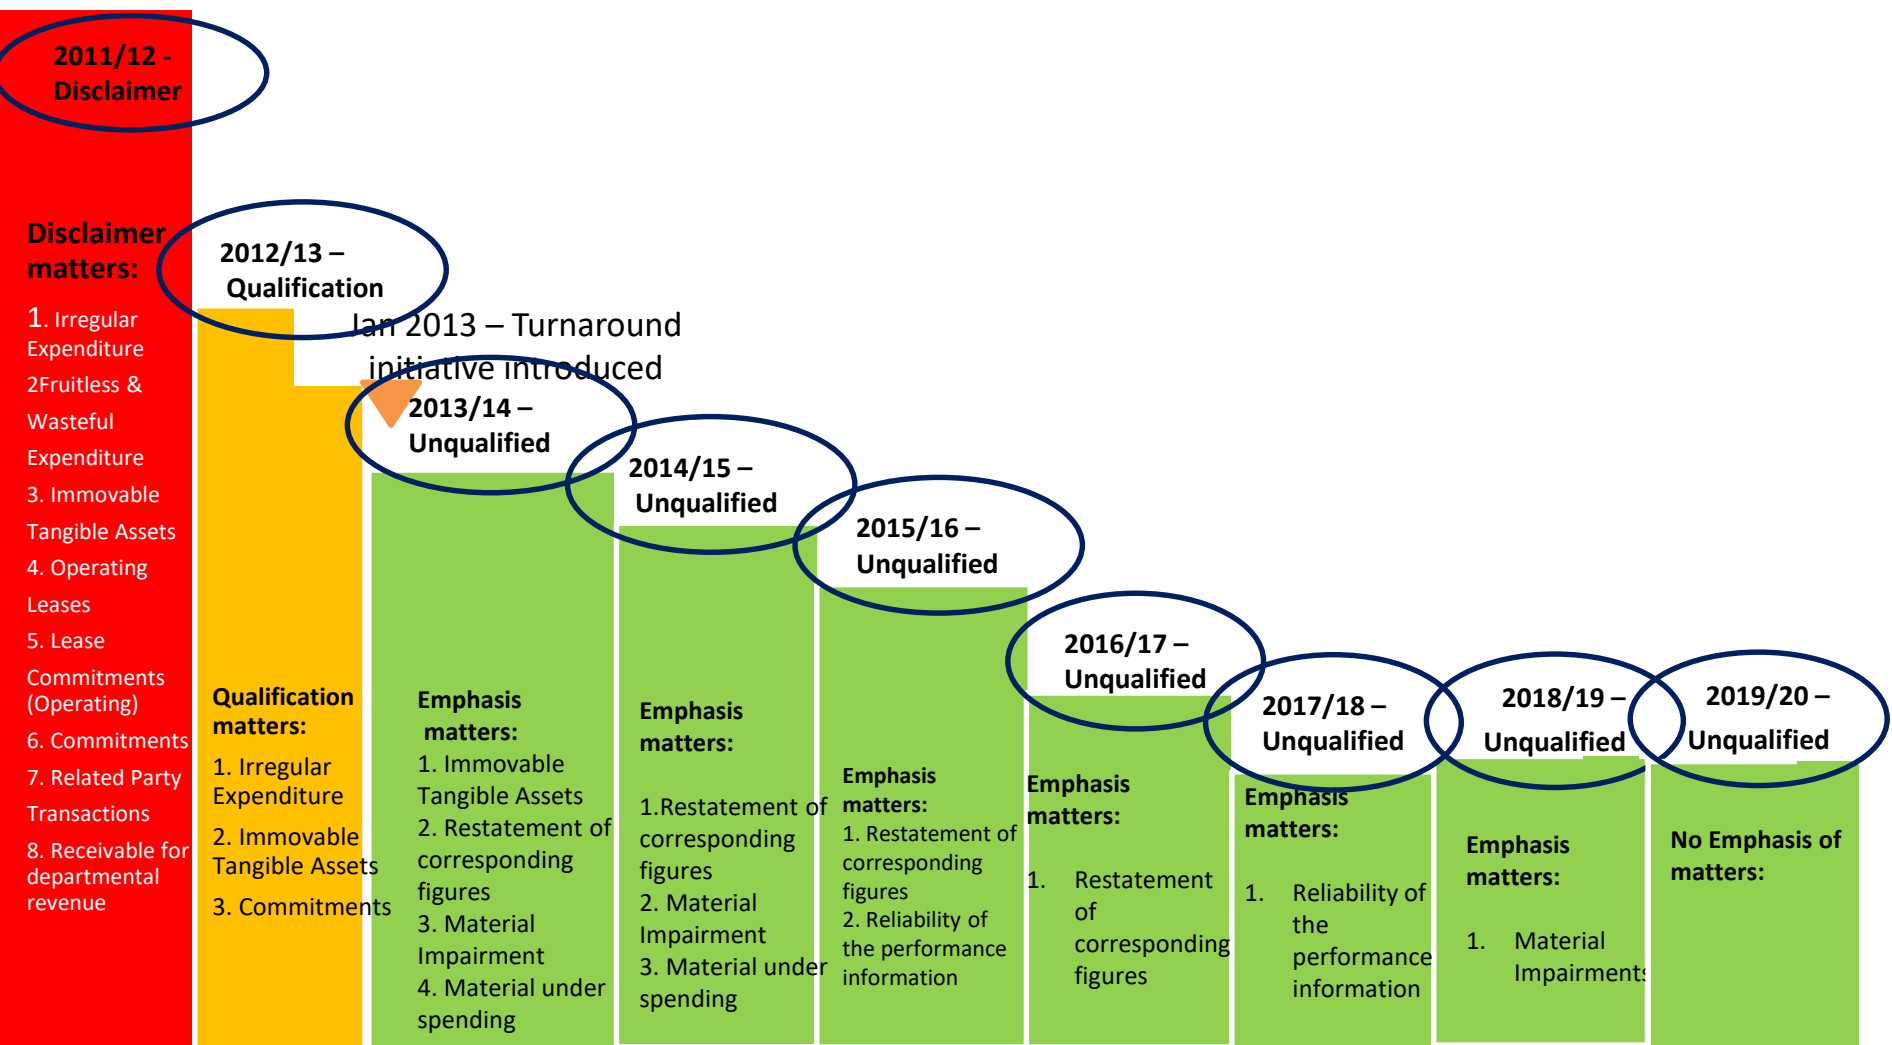 2011/12 -
Disclaimer
Disclaimer
matters:
1. Irregular
Expenditure
2Fruitless &
Wasteful
Expenditure
3. Immovable
Tangible Assets
4. Operating
Leases
5. Lease
Commitments
(Operating)
6. Commitments
7. Related Party
Transactions
8. Receivable for
departmental
revenue
2012/13 –
Qualification
Qualification
matters:
1. Irregular
Expenditure
2. Immovable
Tangible Assets
3. Commitments
Jan 2013 – Turnaround
initiative introduced
2013/14 –
Unqualified
Emphasis
matters:
1. Immovable
Tangible Assets
2. Restatement of
corresponding
figures
3. Material
Impairment
4. Material under
spending
2014/15 –
Unqualified
Emphasis
matters:
1.Restatement of
corresponding
figures
2. Material
Impairment
3. Material under
spending
2015/16 –
Unqualified
Emphasis
matters:
1. Restatement of
corresponding
figures
2. Reliability of
the performance
information
2016/17 –
Unqualified
Emphasis
matters:
1. Restatement
of
corresponding
figures
2017/18 –
Unqualified
Emphasis
matters:
1. Reliability of
the
performance
information
2018/19 –
Unqualified
Emphasis
matters:
1. Material
Impairments
2019/20 –
Unqualified
No Emphasis of
matters: